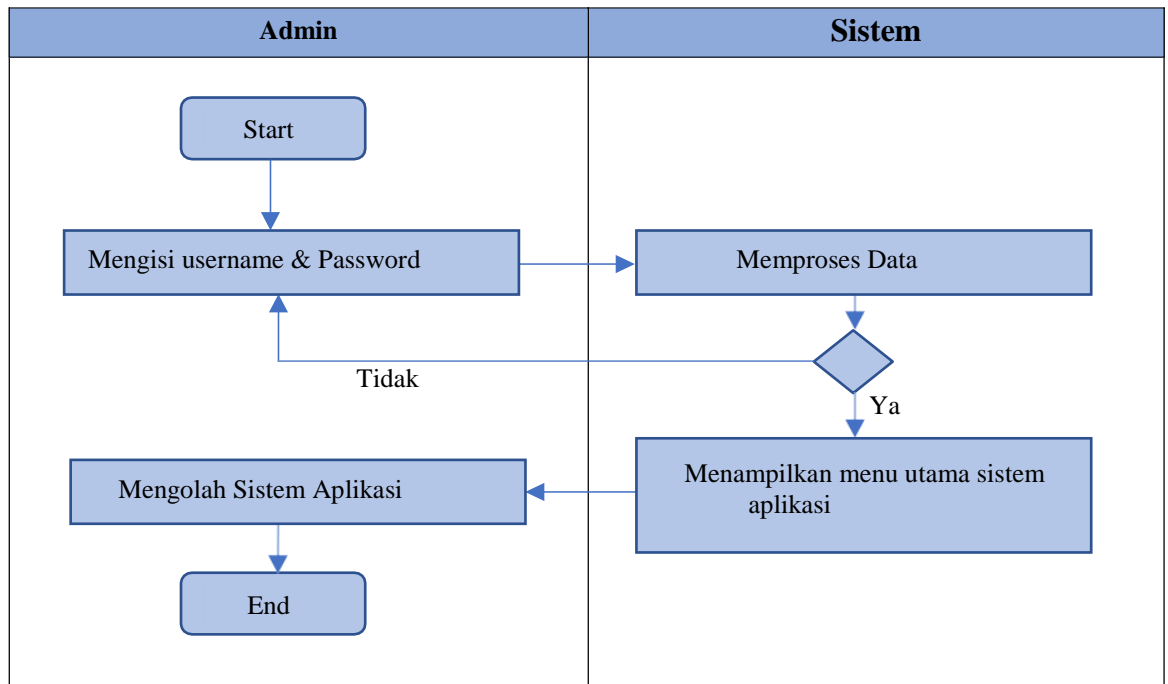 Admin
Sistem
Start
Mengisi username & Password
Memproses Data
Tidak
Ya
Menampilkan menu utama sistem
aplikasi
Mengolah Sistem Aplikasi
End